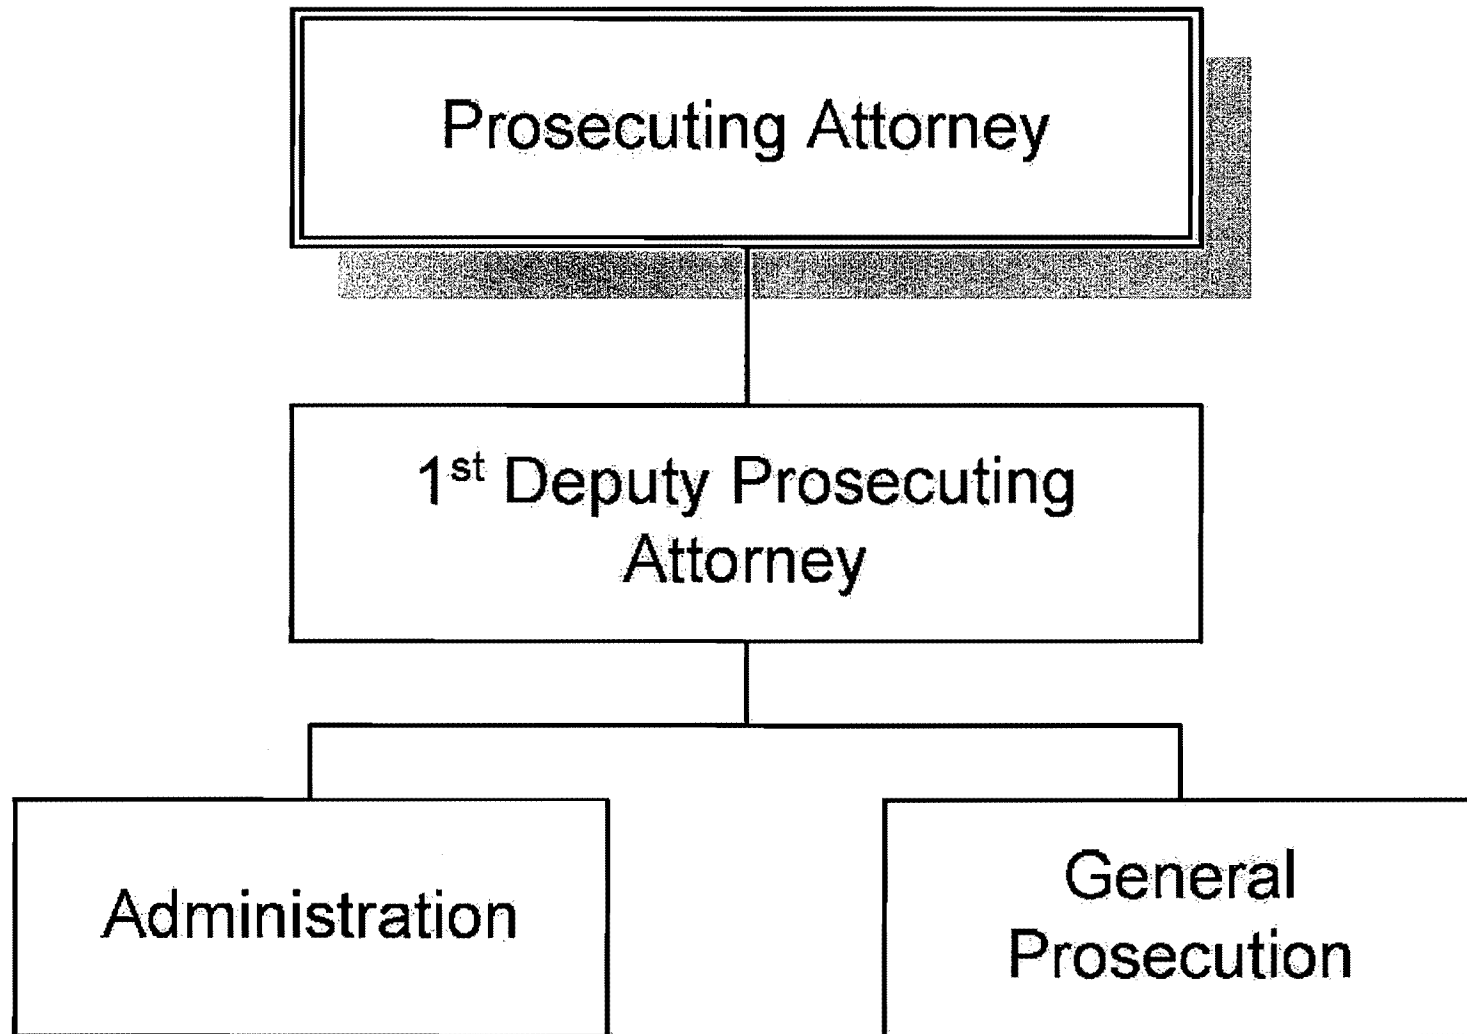 Prosecuting Attorney
1st Deputy Prosecuting
Attorney
Administration
General
Prosecution